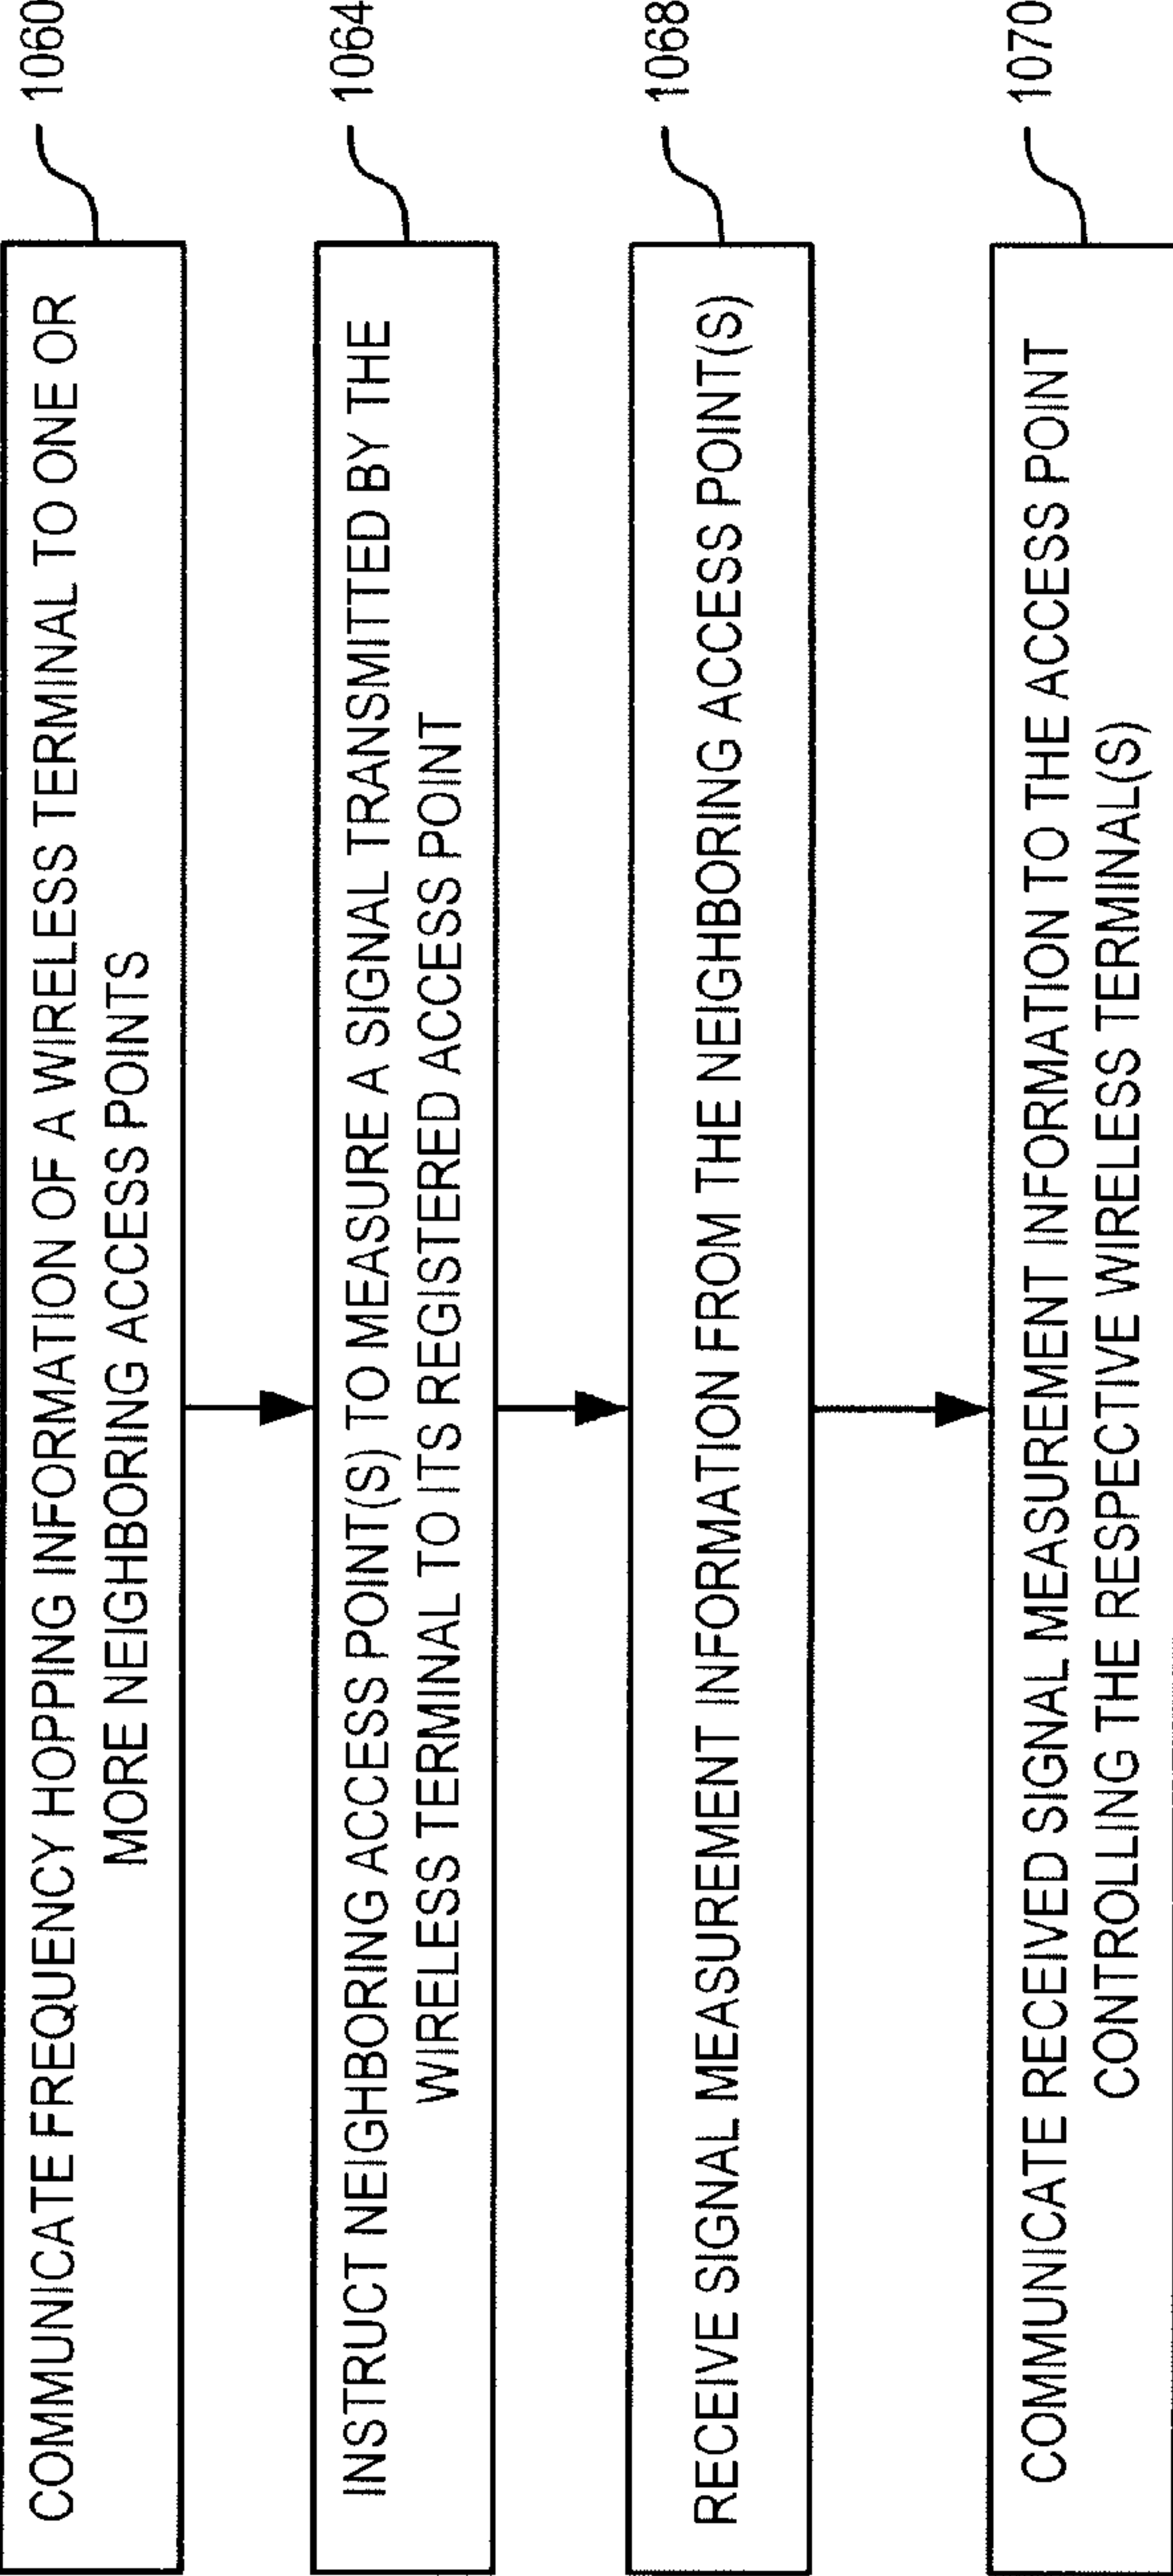 COMMUNICATE FREQUENCY HOPPING INFORMATION OF A WIRELESS TERMINAL TO ONE OR
MORE NEIGHBORING ACCESS POINTS
1060
INSTRUCT NEIGHBORING ACCESS POINT(S) TO MEASURE A SIGNAL TRANSMITTED BY THE
WIRELESS TERMINAL TO ITS REGISTERED ACCESS POINT
1064
RECEIVE SIGNAL MEASUREMENT INFORMATION FROM THE NEIGHBORING ACCESS POINT(S)
1068
COMMUNICATE RECEIVED SIGNAL MEASUREMENT INFORMATION TO THE ACCESS POINT
CONTROLLING THE RESPECTIVE WIRELESS TERMINAL(S)
1070